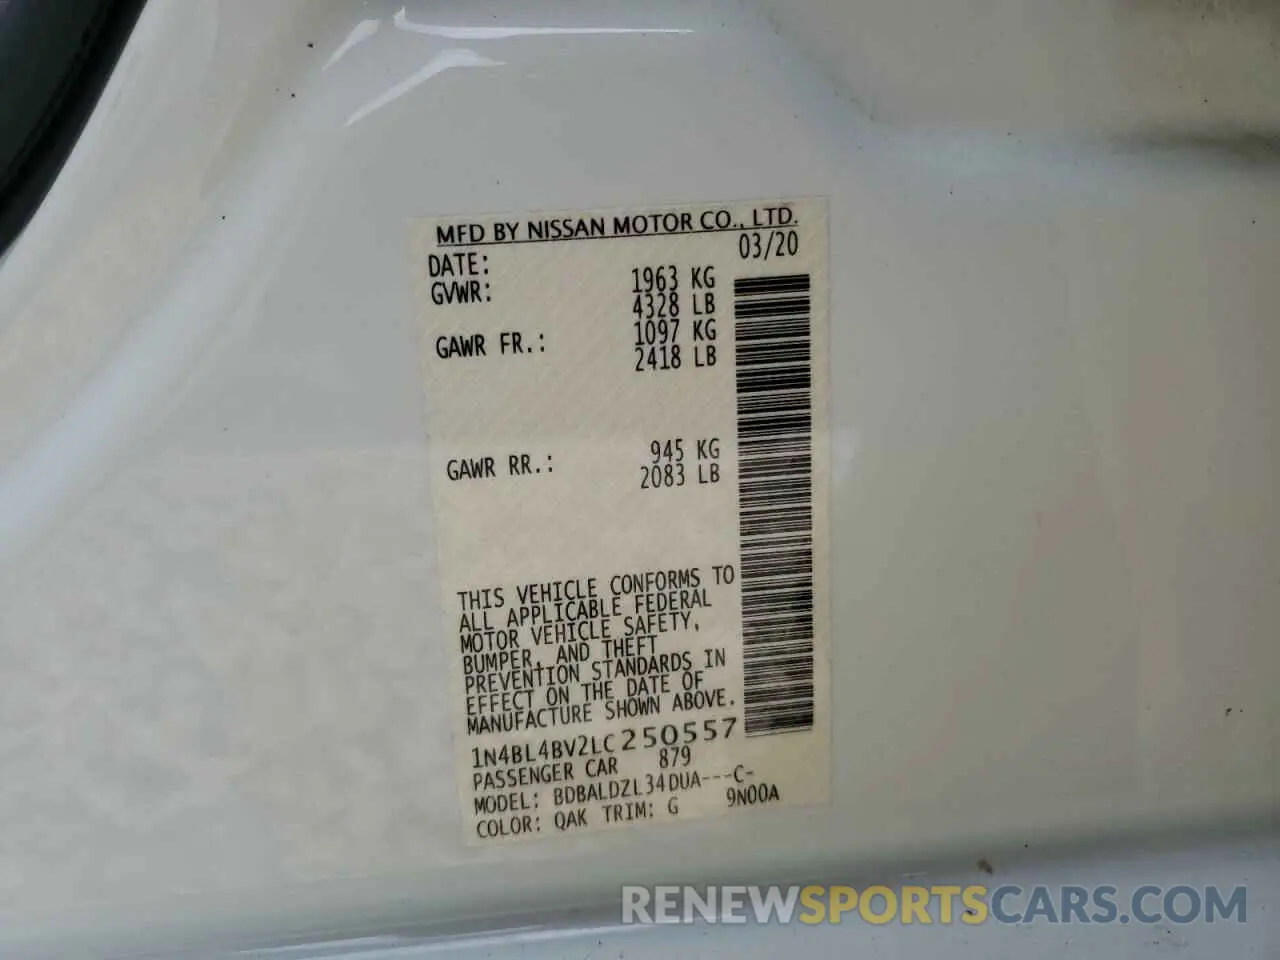 MFD BY NISSAN MOTOR CO., LTD.
DATE: 03/20
GVWR: 1963 KG
4328 LB
GAWR FR.: 1097 KG
2418 LB
GAWR RR.: 945 KG
2083 LB
THIS VEHICLE CONFORMS TO
ALL APPLICABLE FEDERAL
MOTOR VEHICLE SAFETY,
BUMPER, AND THEFT
PREVENTION STANDARDS IN
EFFECT ON THE DATE OF
MANUFACTURE SHOWN ABOVE.
1N4BL4BV2LC250557
PASSENGER CAR 879
MODEL: BDBALDZL34DUA---C-
COLOR: QAK TRIM: G 9N00A
RENEWSPORTSCARS.COM